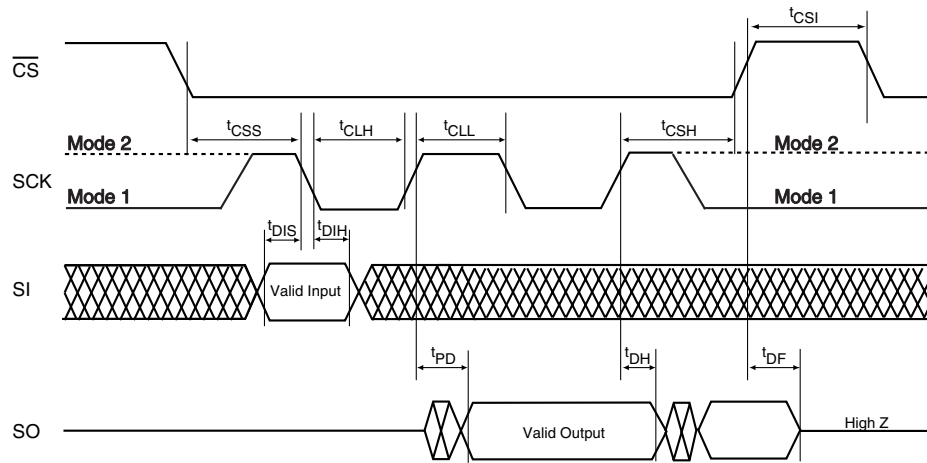 tCSI
CS
tCSS
tCLH
tCLL
tCSH
Mode 2
Mode 2
SCK
Mode 1
Mode 1
tDIS
tDIH
SI
Valid Input
tPD
tDH
tDF
SO
Valid Output
High Z